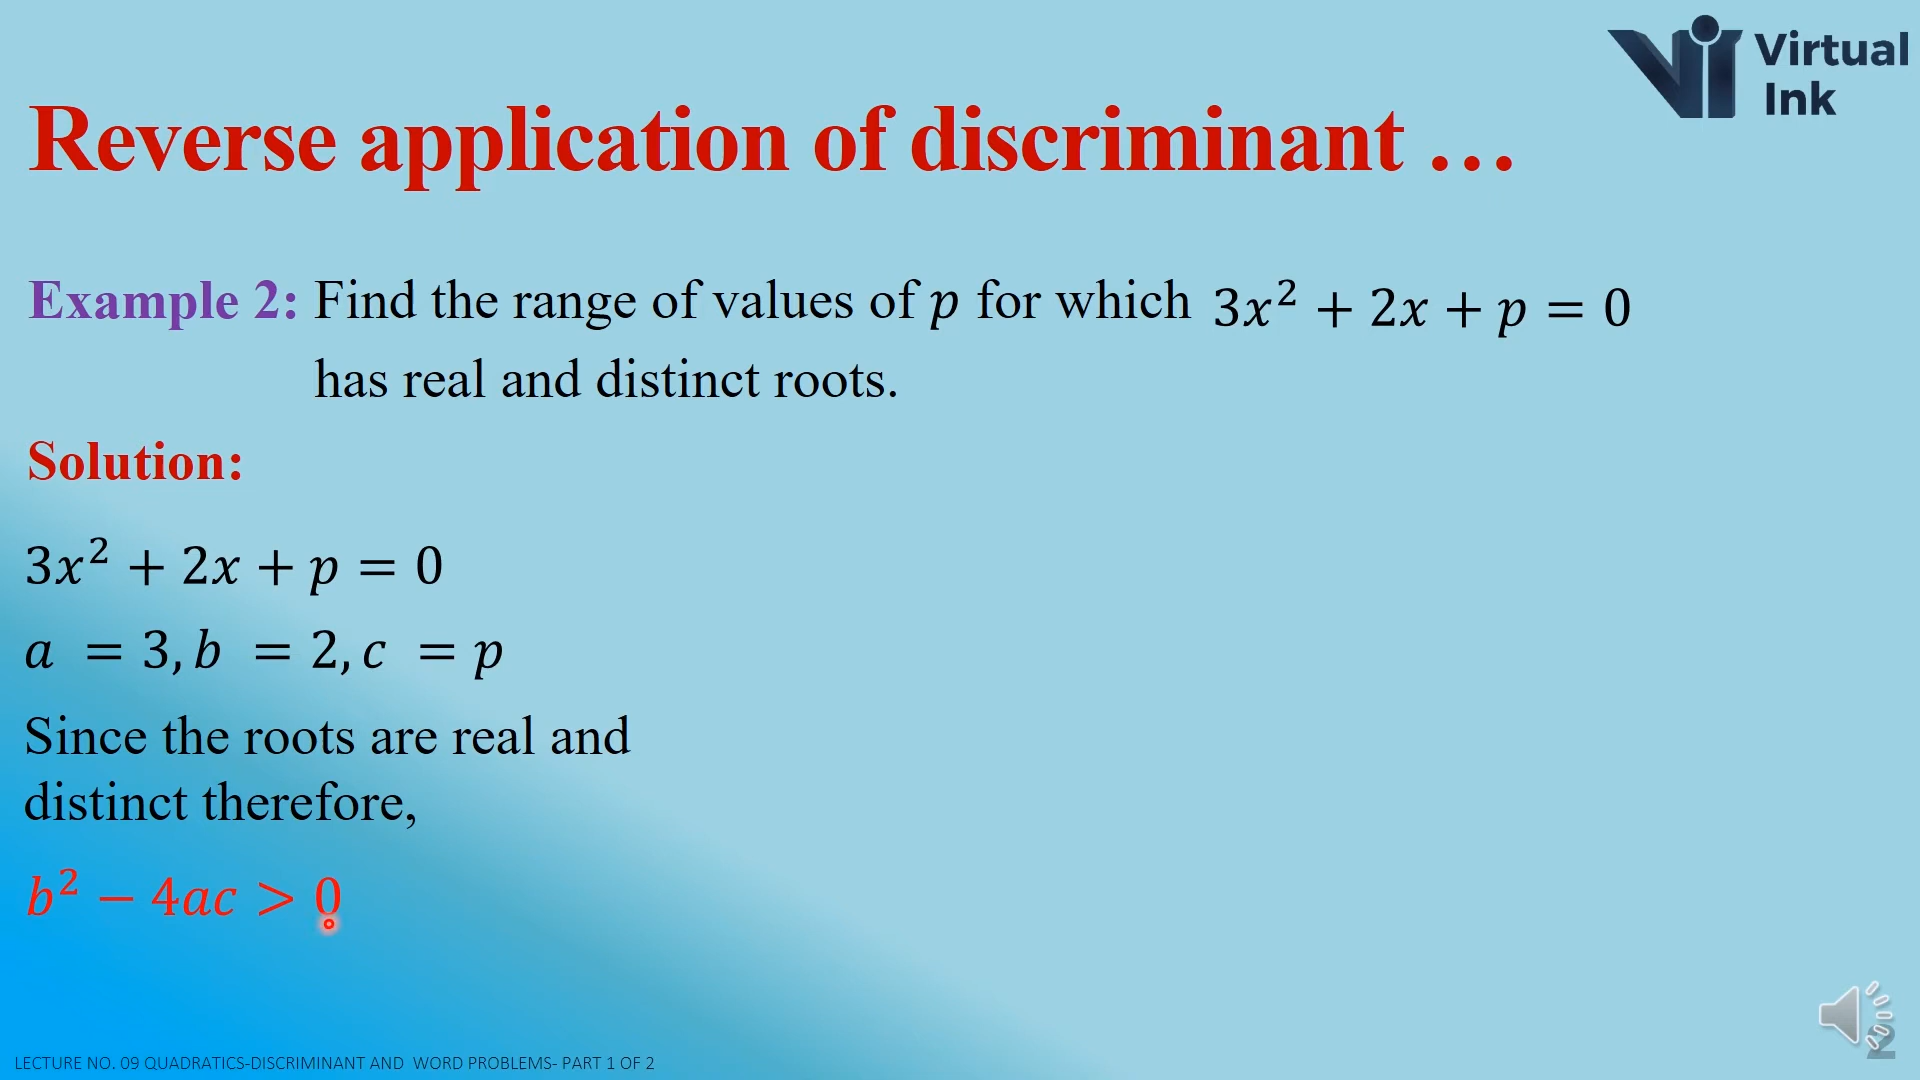 Virtual
Ink
Reverse application of discriminant …
Example 2: Find the range of values of p for which 3x² + 2x + p = 0
has real and distinct roots.
Solution:
3x² + 2x + p = 0
a = 3, b = 2, c = p
Since the roots are real and
distinct therefore,
b² − 4ac > 0
2
LECTURE NO. 09 QUADRATICS-DISCRIMINANT AND WORD PROBLEMS- PART 1 OF 2